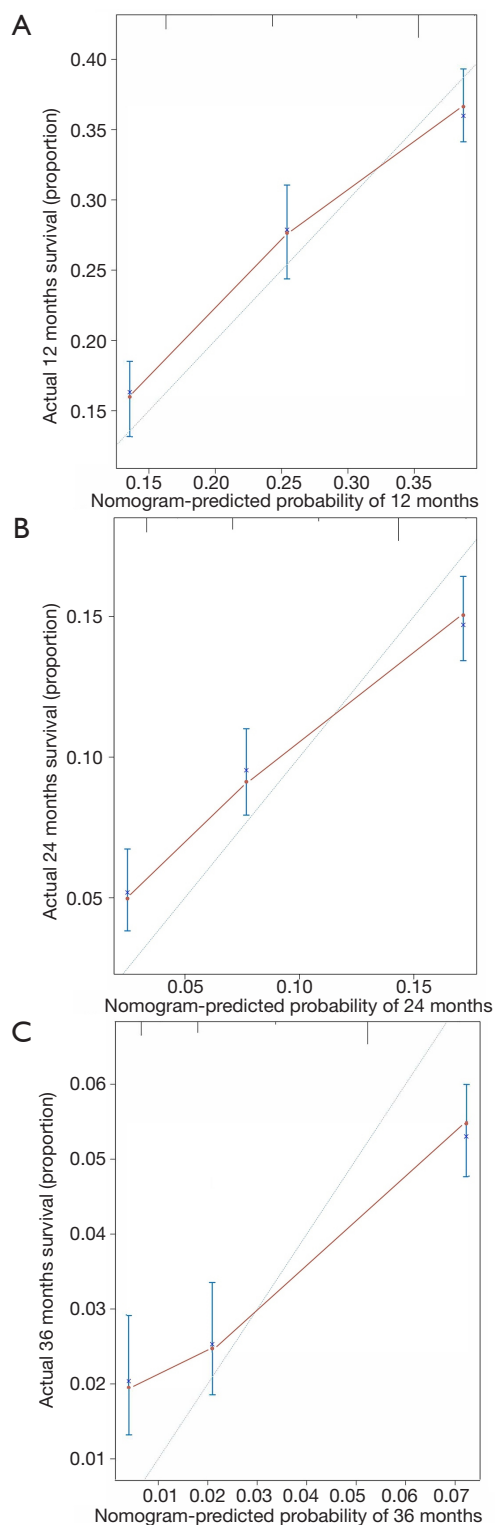 A
0.40
0.35
0.30
0.25
0.20
0.15
Actual 12 months survival (proportion)
0.15 0.20 0.25 0.30 0.35
Nomogram-predicted probability of 12 months
B
0.15
0.10
0.05
Actual 24 months survival (proportion)
0.05 0.10 0.15
Nomogram-predicted probability of 24 months
C
0.06
0.05
0.04
0.03
0.02
0.01
Actual 36 months survival (proportion)
0.01 0.02 0.03 0.04 0.05 0.06 0.07
Nomogram-predicted probability of 36 months